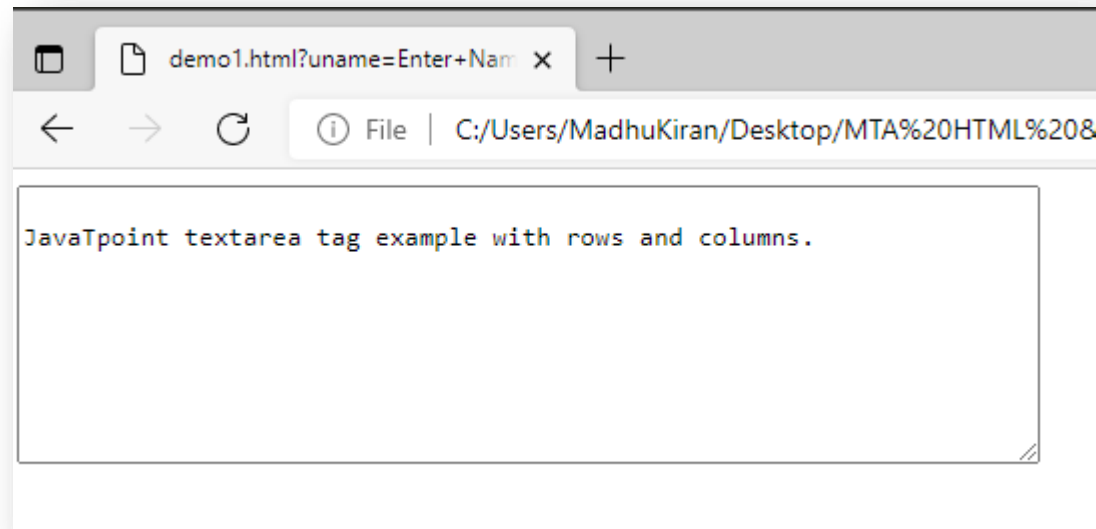 demo1.html?uname=Enter+Nam
File | C:/Users/MadhuKiran/Desktop/MTA%20HTML%20&
JavaTpoint textarea tag example with rows and columns.